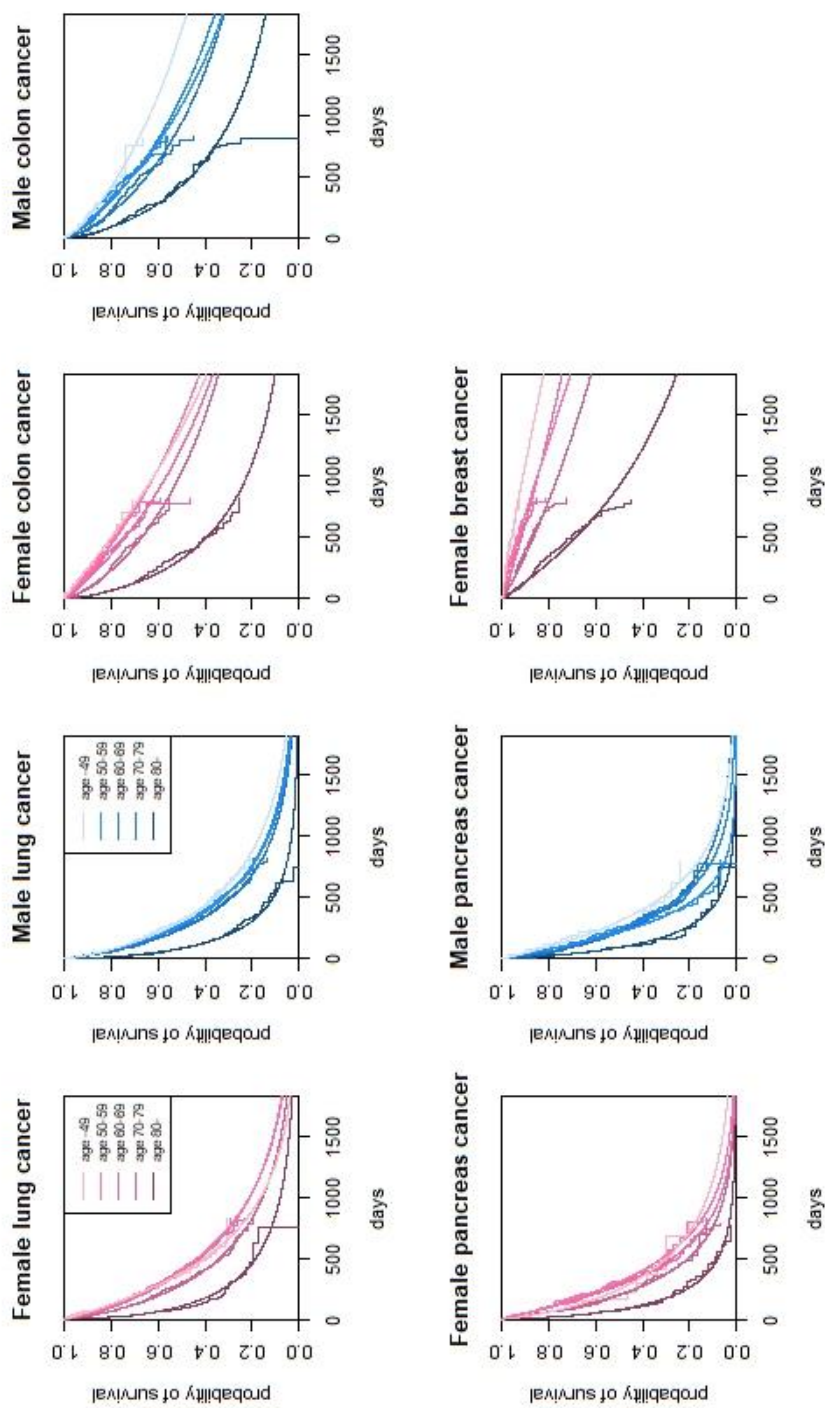 Female lung cancer
probability of survival
1.0
0.8
0.6
0.4
0.2
0.0
age -49
age 50-59
age 60-69
age 70-79
age 80-
0 500 1000 1500
days
Male lung cancer
probability of survival
1.0
0.8
0.6
0.4
0.2
0.0
age -49
age 50-59
age 60-69
age 70-79
age 80-
0 500 1000 1500
days
Female colon cancer
probability of survival
1.0
0.8
0.6
0.4
0.2
0.0
0 500 1000 1500
days
Male colon cancer
probability of survival
1.0
0.8
0.6
0.4
0.2
0.0
0 500 1000 1500
days
Female pancreas cancer
probability of survival
1.0
0.8
0.6
0.4
0.2
0.0
0 500 1000 1500
days
Male pancreas cancer
probability of survival
1.0
0.8
0.6
0.4
0.2
0.0
0 500 1000 1500
days
Female breast cancer
probability of survival
1.0
0.8
0.6
0.4
0.2
0.0
0 500 1000 1500
days